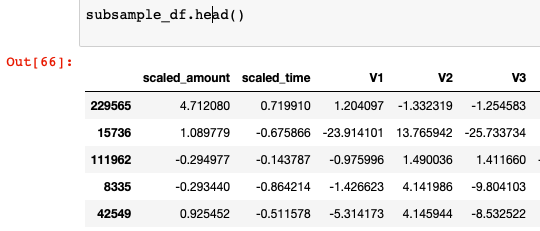 subsample_df.head()
Out[66]:
scaled_amount scaled_time V1 V2 V3
229565 4.712080 0.719910 1.204097 -1.332319 -1.254583
15736 1.089779 -0.675866 -23.914101 13.765942 -25.733734
111962 -0.294977 -0.143787 -0.975996 1.490036 1.411660
8335 -0.293440 -0.864214 -1.426623 4.141986 -9.804103
42549 0.925452 -0.511578 -5.314173 4.145944 -8.532522